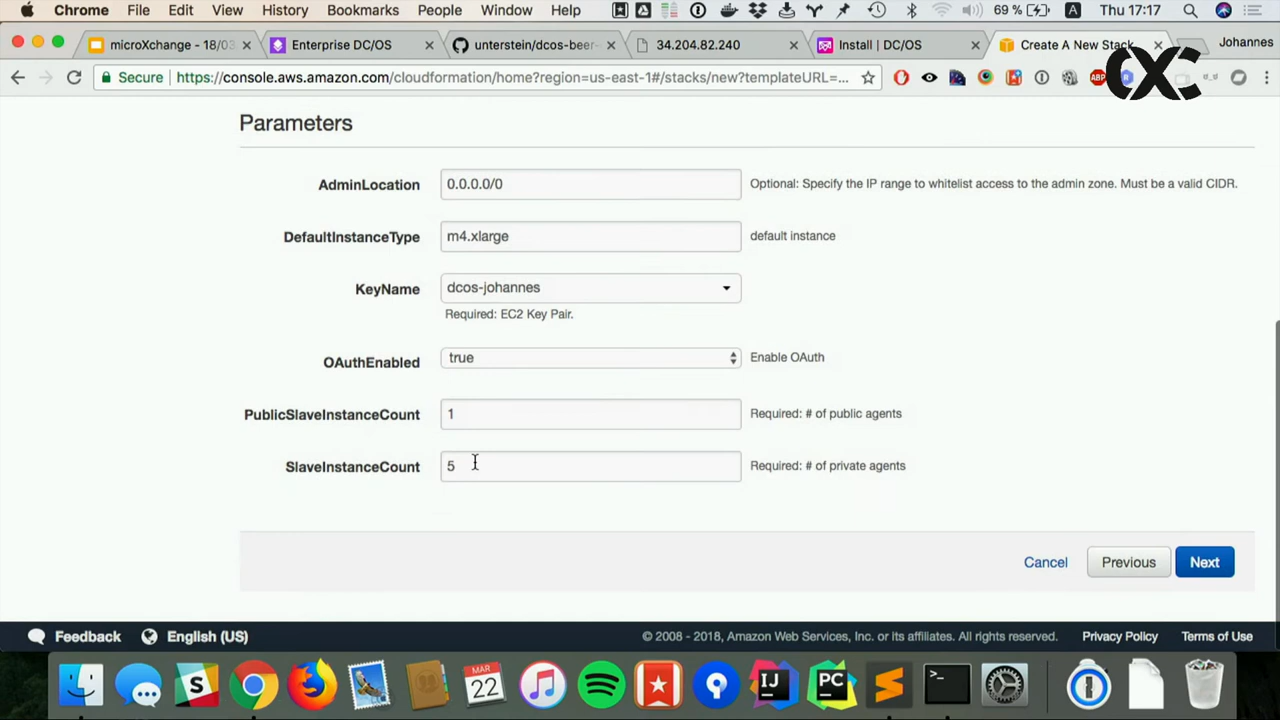 Chrome File Edit View History Bookmarks People Window Help 69 % A Thu 17:17
microXchange - 18/03 Enterprise DC/OS unterstein/dcos-beer- 34.204.82.240 Install | DC/OS Create A New Stack Johannes
Secure https://console.aws.amazon.com/cloudformation/home?region=us-east-1#/stacks/new?templateURL=... ABP
Parameters
AdminLocation 0.0.0.0/0 Optional: Specify the IP range to whitelist access to the admin zone. Must be a valid CIDR.
DefaultInstanceType m4.xlarge default instance
KeyName dcos-johannes
Required: EC2 Key Pair.
OAuthEnabled true Enable OAuth
PublicSlaveInstanceCount 1 Required: # of public agents
SlaveInstanceCount 5 Required: # of private agents
Cancel Previous Next
Feedback English (US) © 2008 - 2018, Amazon Web Services, Inc. or its affiliates. All rights reserved. Privacy Policy Terms of Use
MAR
22 IJ PC >_